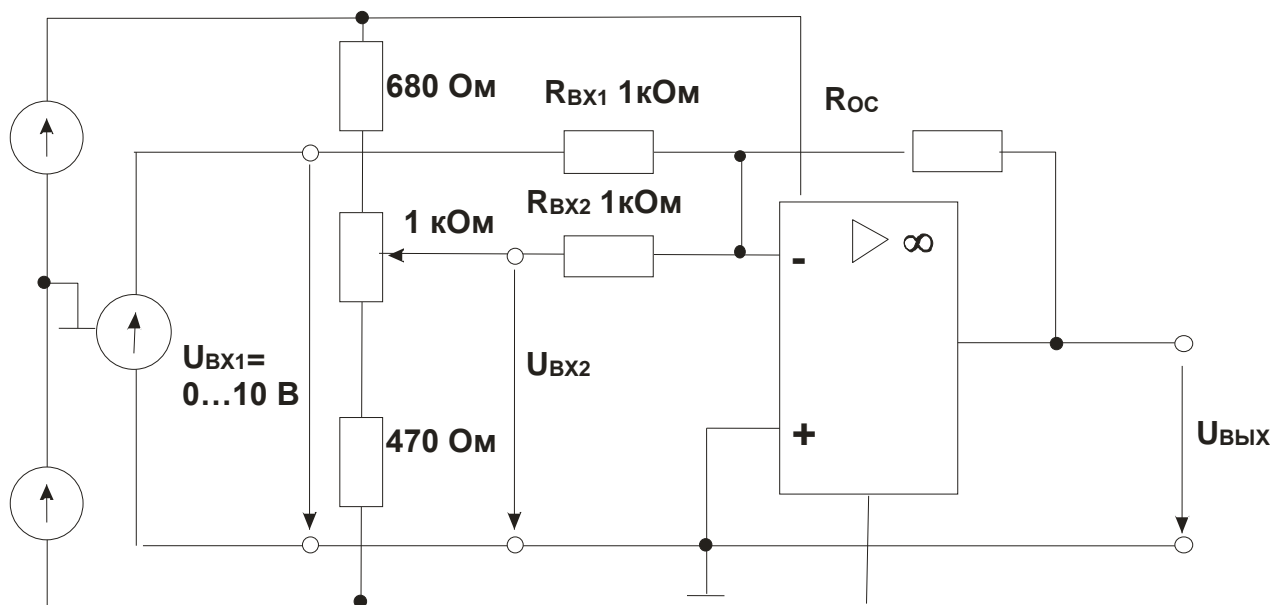 680 Ом
RВХ1 1кОм
RОС
1 кОм
RВХ2 1кОм
∞
-
UВХ1=
0...10 В
UВХ2
470 Ом
+
UВЫХ